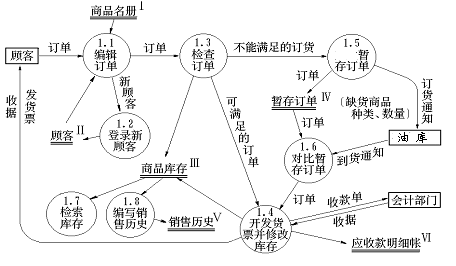 商品名册 I
顾客
订单
1.1
编辑
订单
订单
1.3
检查
订单
不能满足的订货
1.5
暂
存订单
收据
发货票
新顾客
订单
暂存订单 IV
订货通知
(缺货商品
种类、数量)
顾客 II
1.2
登录新
顾客
可满足的订单
订单
1.6
对比暂
存订单
油库
到货通知
商品库存 III
1.7
检索
库存
1.8
编写销
售历史
销售历史 V
订单
1.4
开发货
票并修改
库存
收款单
收据
会计部门
应收款明细帐 VI